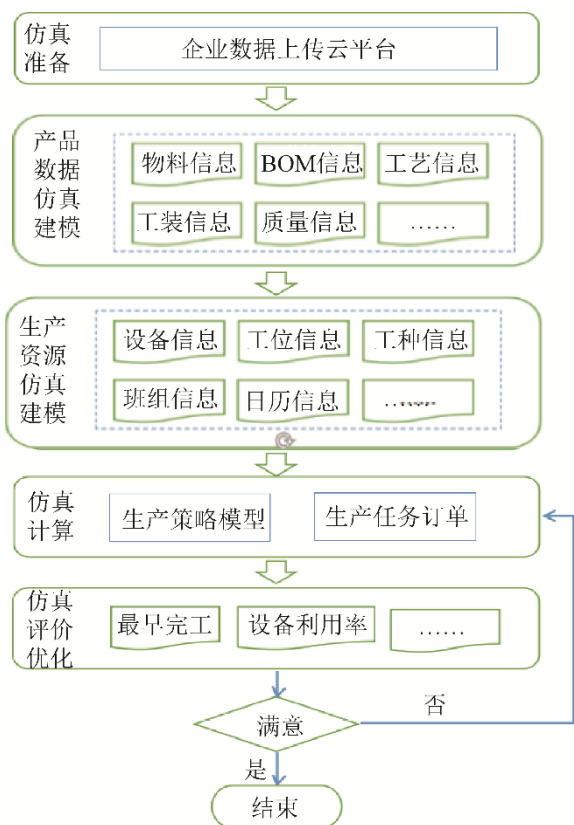 仿真
准备
企业数据上传云平台
产品
数据
仿真
建模
物料信息
BOM信息
工艺信息
工装信息
质量信息
……
生产
资源
仿真
建模
设备信息
工位信息
工种信息
班组信息
日历信息
……
仿真
计算
生产策略模型
生产任务订单
仿真
评价
优化
最早完工
设备利用率
……
满意
否
是
结束